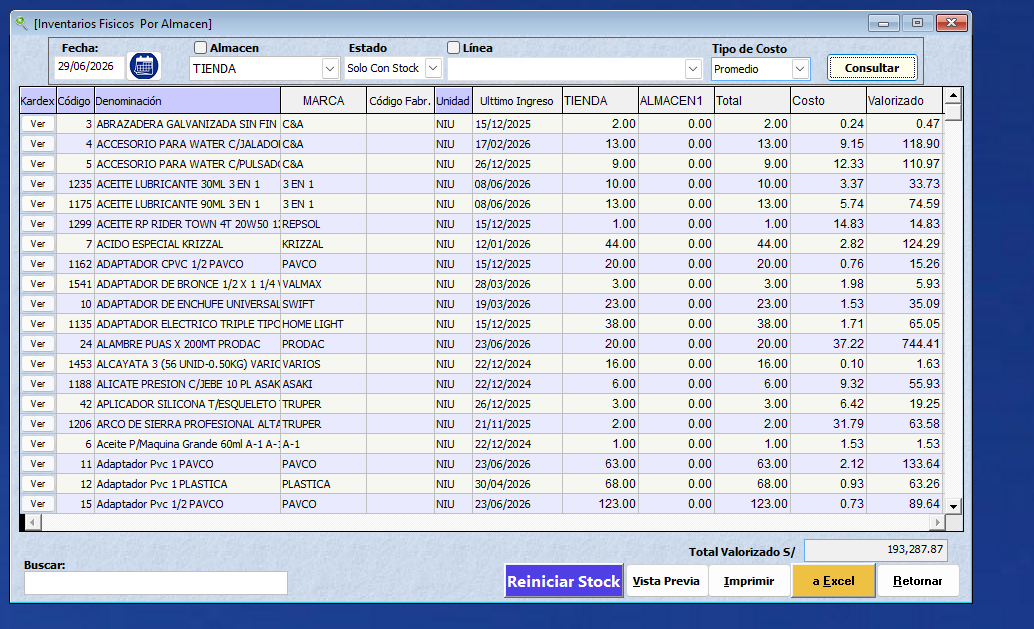 [Inventarios Fisicos  Por Almacen]
Fecha: Almacen Estado Línea Tipo de Costo
29/06/2026 TIENDA Solo Con Stock Promedio Consultar
Kardex Código Denominación MARCA Código Fabr. Unidad Ulltimo Ingreso TIENDA ALMACEN1 Total Costo Valorizado
Ver 3 ABRAZADERA GALVANIZADA SIN FIN C&A NIU 15/12/2025 2.00 0.00 2.00 0.24 0.47
Ver 4 ACCESORIO PARA WATER C/JALADO C&A NIU 17/02/2026 13.00 0.00 13.00 9.15 118.90
Ver 5 ACCESORIO PARA WATER C/PULSAD C&A NIU 26/12/2025 9.00 0.00 9.00 12.33 110.97
Ver 1235 ACEITE LUBRICANTE 30ML 3 EN 1 3 EN 1 NIU 08/06/2026 10.00 0.00 10.00 3.37 33.73
Ver 1175 ACEITE LUBRICANTE 90ML 3 EN 1 3 EN 1 NIU 08/06/2026 13.00 0.00 13.00 5.74 74.59
Ver 1299 ACEITE RP RIDER TOWN 4T 20W50 1 REPSOL NIU 15/12/2025 1.00 0.00 1.00 14.83 14.83
Ver 7 ACIDO ESPECIAL KRIZZAL KRIZZAL NIU 12/01/2026 44.00 0.00 44.00 2.82 124.29
Ver 1162 ADAPTADOR CPVC 1/2 PAVCO PAVCO NIU 15/12/2025 20.00 0.00 20.00 0.76 15.26
Ver 1541 ADAPTADOR DE BRONCE 1/2 X 1 1/4 VALMAX NIU 28/03/2026 3.00 0.00 3.00 1.98 5.93
Ver 10 ADAPTADOR DE ENCHUFE UNIVERSAL SWIFT NIU 19/03/2026 23.00 0.00 23.00 1.53 35.09
Ver 1135 ADAPTADOR ELECTRICO TRIPLE TIPO HOME LIGHT NIU 15/12/2025 38.00 0.00 38.00 1.71 65.05
Ver 24 ALAMBRE PUAS X 200MT PRODAC PRODAC NIU 23/06/2026 20.00 0.00 20.00 37.22 744.41
Ver 1453 ALCAYATA 3 (56 UNID-0.50KG) VARIO VARIOS NIU 22/12/2024 16.00 0.00 16.00 0.10 1.63
Ver 1188 ALICATE PRESION C/JEBE 10 PL ASAK ASAKI NIU 22/12/2024 6.00 0.00 6.00 9.32 55.93
Ver 42 APLICADOR SILICONA T/ESQUELETO TRUPER NIU 26/12/2025 3.00 0.00 3.00 6.42 19.25
Ver 1206 ARCO DE SIERRA PROFESIONAL ALTA TRUPER NIU 21/11/2025 2.00 0.00 2.00 31.79 63.58
Ver 6 Aceite P/Maquina Grande 60ml A-1 A- A-1 NIU 22/12/2024 1.00 0.00 1.00 1.53 1.53
Ver 11 Adaptador Pvc 1 PAVCO PAVCO NIU 23/06/2026 63.00 0.00 63.00 2.12 133.64
Ver 12 Adaptador Pvc 1 PLASTICA PLASTICA NIU 30/04/2026 68.00 0.00 68.00 0.93 63.26
Ver 15 Adaptador Pvc 1/2 PAVCO PAVCO NIU 23/06/2026 123.00 0.00 123.00 0.73 89.64
Total Valorizado S/ 193,287.87
Buscar:
Reiniciar Stock Vista Previa Imprimir a Excel Retornar